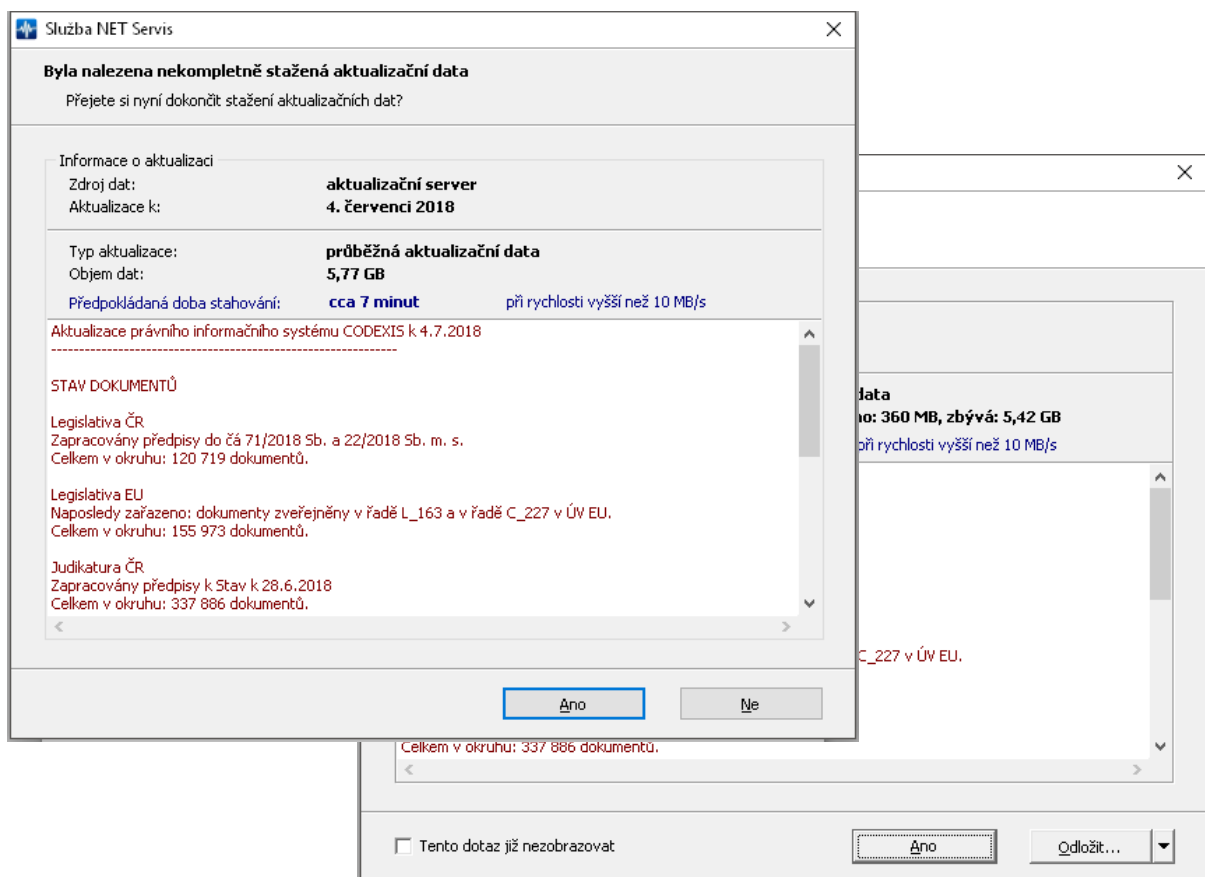 Služba NET Servis
Byla nalezena nekompletně stažená aktualizační data
Přejete si nyní dokončit stažení aktualizačních dat?
Informace o aktualizaci
Zdroj dat: aktualizační server
Aktualizace k: 4. červenci 2018
Typ aktualizace: průběžná aktualizační data
Objem dat: 5,77 GB
Předpokládaná doba stahování: cca 7 minut při rychlosti vyšší než 10 MB/s
Aktualizace právního informačního systému CODEXIS k 4.7.2018
--------------------------------------------------------------
STAV DOKUMENTŮ
Legislativa ČR
Zapracovány předpisy do čá 71/2018 Sb. a 22/2018 Sb. m. s.
Celkem v okruhu: 120 719 dokumentů.
Legislativa EU
Naposledy zařazeno: dokumenty zveřejněny v řadě L_163 a v řadě C_227 v ÚV EU.
Celkem v okruhu: 155 973 dokumentů.
Judikatura ČR
Zapracovány předpisy k Stav k 28.6.2018
Celkem v okruhu: 337 886 dokumentů.
Ano
Ne
data
no: 360 MB, zbývá: 5,42 GB
při rychlosti vyšší než 10 MB/s
C_227 v ÚV EU.
Celkem v okruhu: 337 886 dokumentů.
Tento dotaz již nezobrazovat
Ano
Odložit...